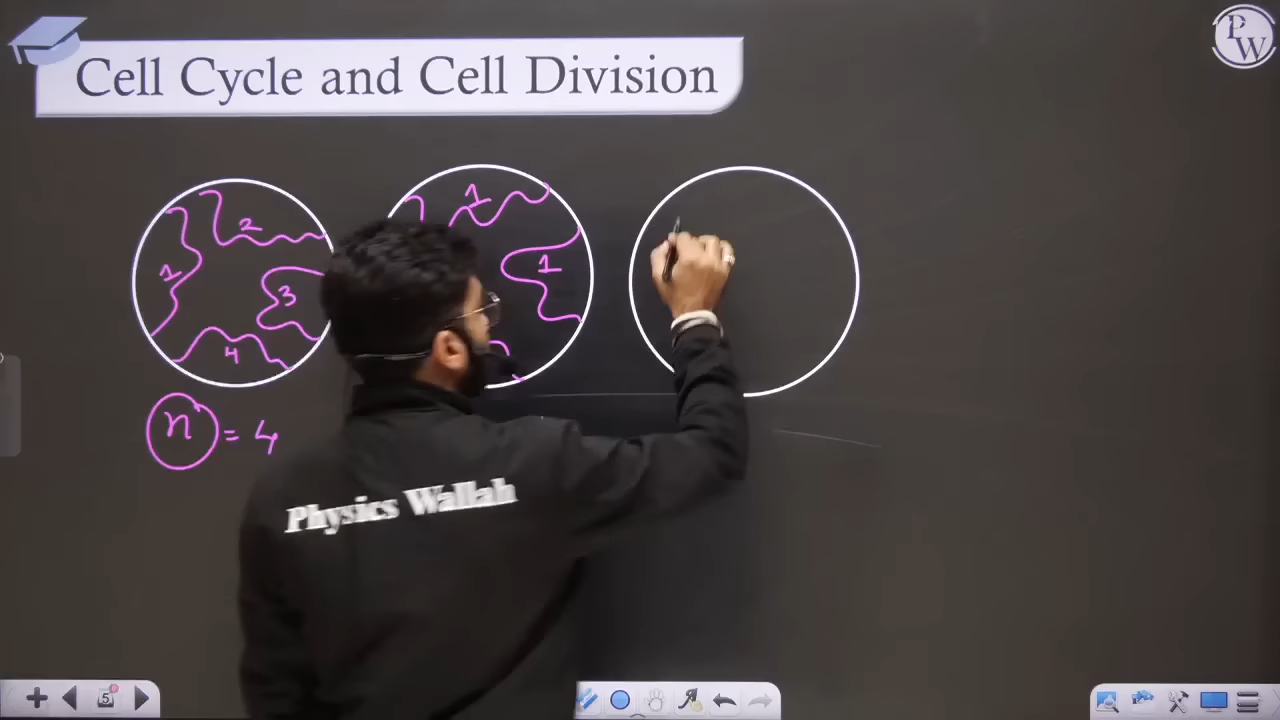 Cell Cycle and Cell Division
PW
1
2
3
4
1
1
n = 4
Physics Wallah
5